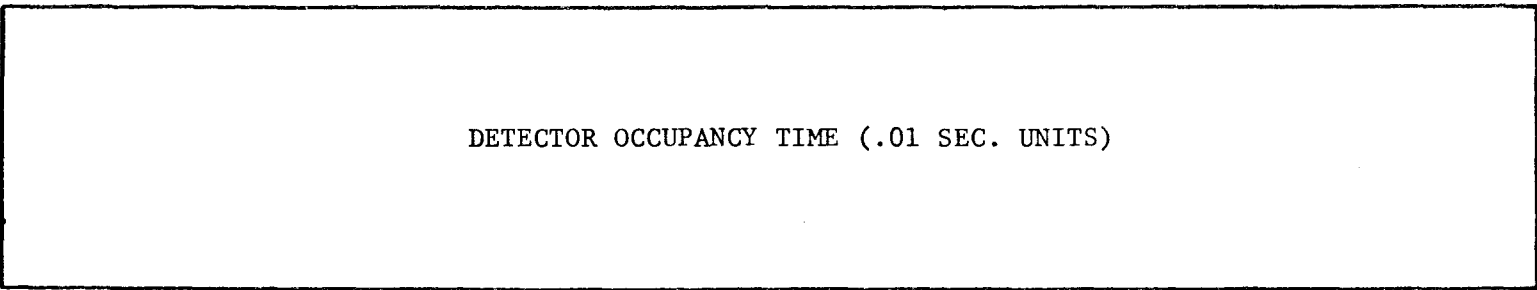 DETECTOR OCCUPANCY TIME (.01 SEC. UNITS)